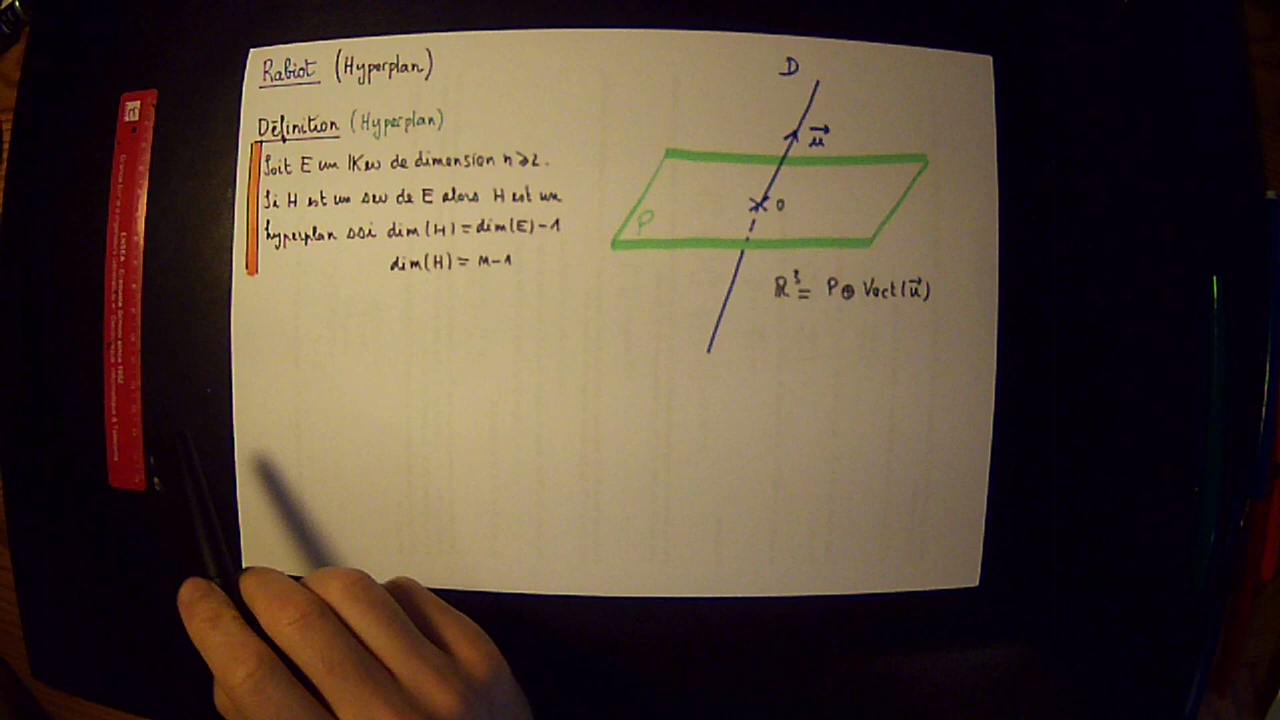 Rabiot (Hyperplan)
Définition (Hyperplan)
Soit E un IKev de dimension n ≥ 2.
Si H est un sev de E alors H est un
hyperplan ssi dim(H) = dim(E) - 1
dim(H) = n - 1
D
u⃗
O
P
ℝ³ = P ⊕ Vect(u⃗)